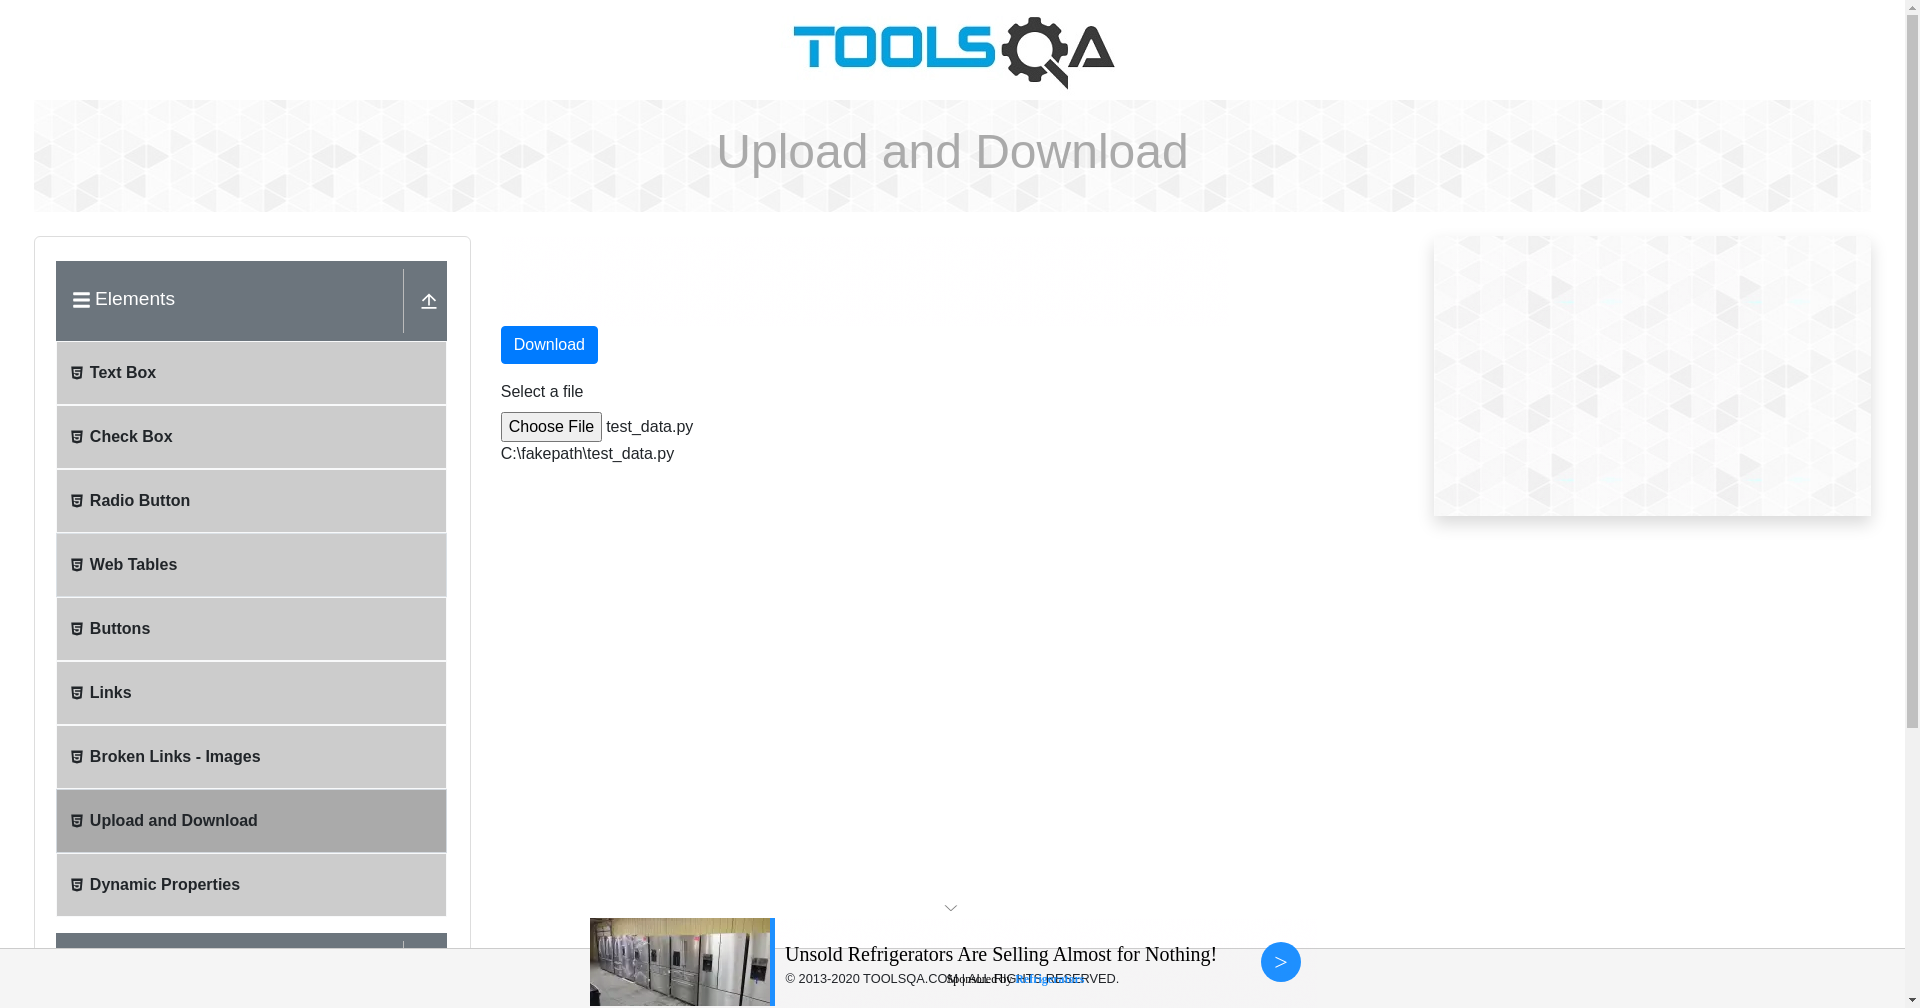 TOOLSQA
Upload and Download
Elements
Text Box
Check Box
Radio Button
Web Tables
Buttons
Links
Broken Links - Images
Upload and Download
Dynamic Properties
Download
Select a file
Choose File test_data.py
C:\fakepath\test_data.py
Unsold Refrigerators Are Selling Almost for Nothing!
© 2013-2020 TOOLSQA.COM | ALL RIGHTS RESERVED.
Sponsored by
>